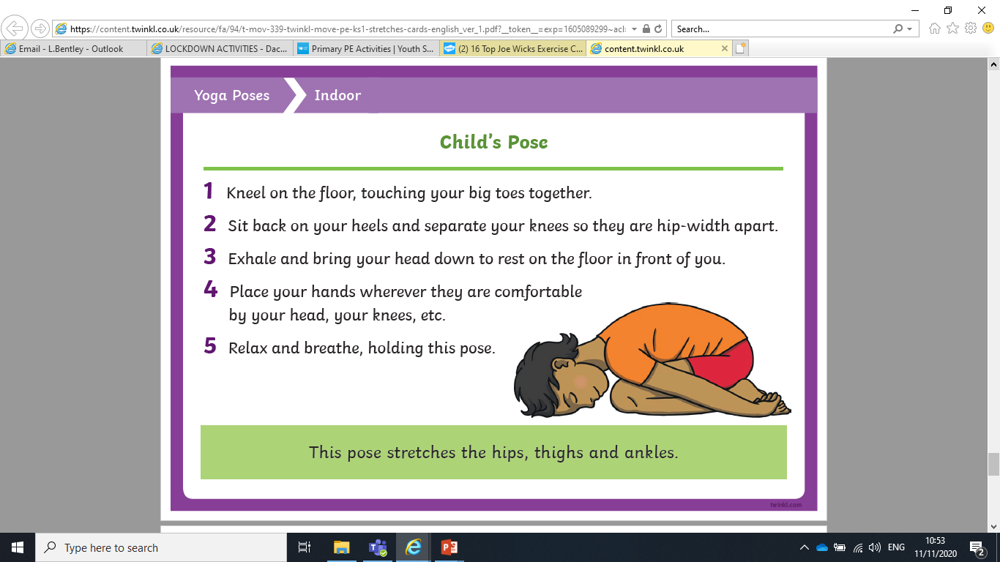 https://content.twinkl.co.uk/resource/fa/94/t-mov-339-twinkl-move-pe-ks1-stretches-cards-english_ver_1.pdf?__token__=exp=1605089299~acl=
Search...
Email - L.Bentley - Outlook
LOCKDOWN ACTIVITIES - Dac...
Primary PE Activities | Youth S...
(2) 16 Top Joe Wicks Exercise C...
content.twinkl.co.uk
Yoga Poses
Indoor
Child's Pose
1 Kneel on the floor, touching your big toes together.
2 Sit back on your heels and separate your knees so they are hip-width apart.
3 Exhale and bring your head down to rest on the floor in front of you.
4 Place your hands wherever they are comfortable
by your head, your knees, etc.
5 Relax and breathe, holding this pose.
This pose stretches the hips, thighs and ankles.
twinkl.com
Type here to search
ENG
10:53
11/11/2020
2